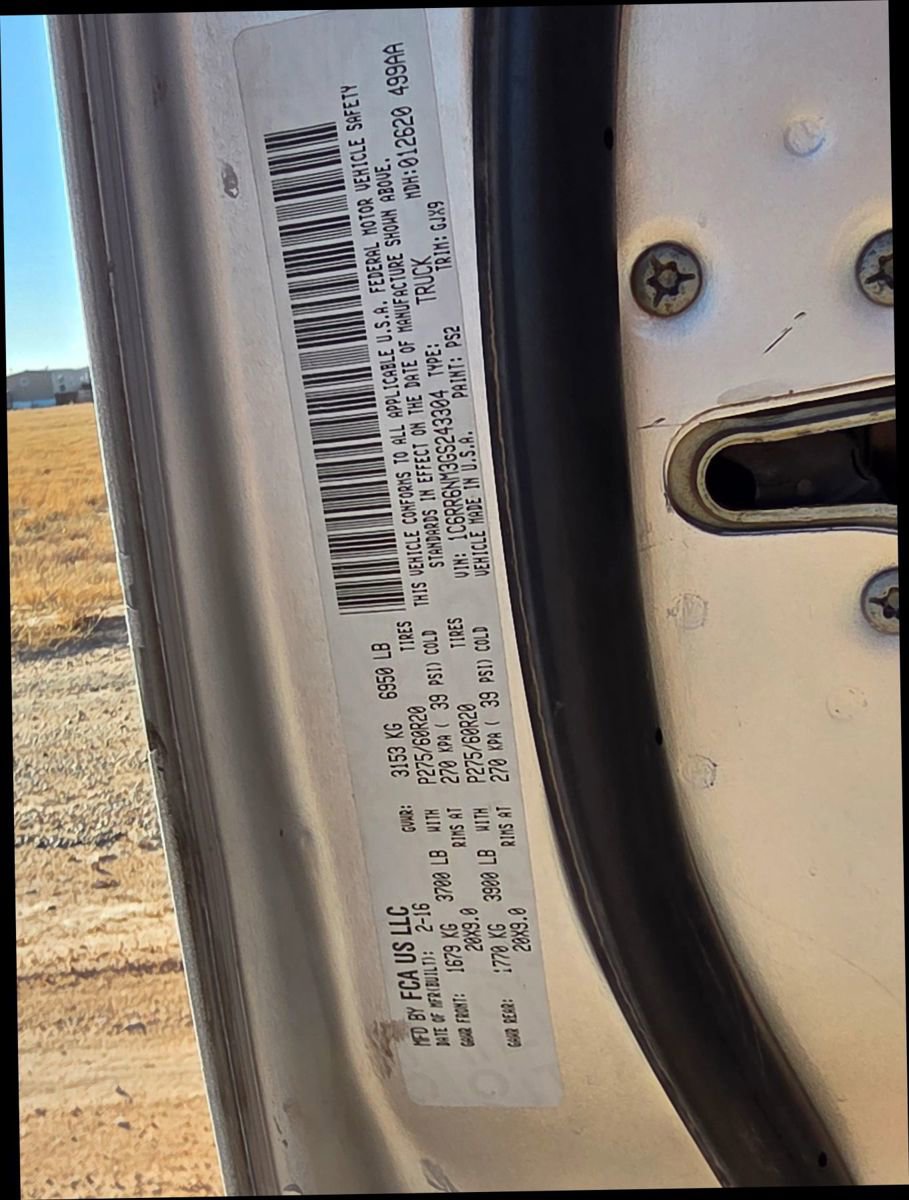 MFD BY FCA US LLC
DATE OF MFR(BUILT): 2-16 GVWR: 3153 KG 6950 LB
GAWR FRONT: 1679 KG 3700 LB WITH P275/60R20 TIRES
20X9.0 RIMS AT 270 KPA ( 39 PSI) COLD
GAWR REAR: 1770 KG 3900 LB WITH P275/60R20 TIRES
20X9.0 RIMS AT 270 KPA ( 39 PSI) COLD
THIS VEHICLE CONFORMS TO ALL APPLICABLE U.S.A. FEDERAL MOTOR VEHICLE SAFETY
STANDARDS IN EFFECT ON THE DATE OF MANUFACTURE SHOWN ABOVE.
VIN: 1C6RR6NM3GS243304 TYPE: TRUCK MDH:012620 499AA
VEHICLE MADE IN U.S.A. PAINT: PS2 TRIM: GJX9